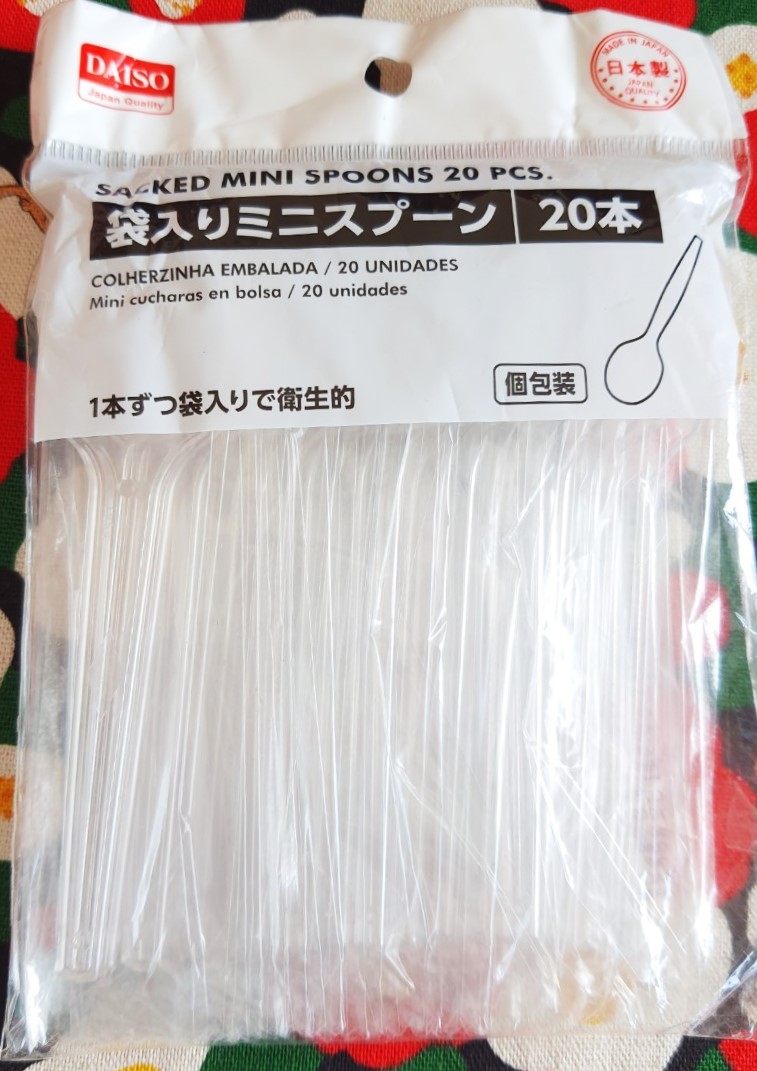 DAISO
Japan Quality
MADE IN JAPAN
日本製
JAPAN
QUALITY
SACKED MINI SPOONS 20 PCS.
袋入りミニスプーン 20本
COLHERZINHA EMBALADA / 20 UNIDADES
Mini cucharas en bolsa / 20 unidades
個包装
1本ずつ袋入りで衛生的